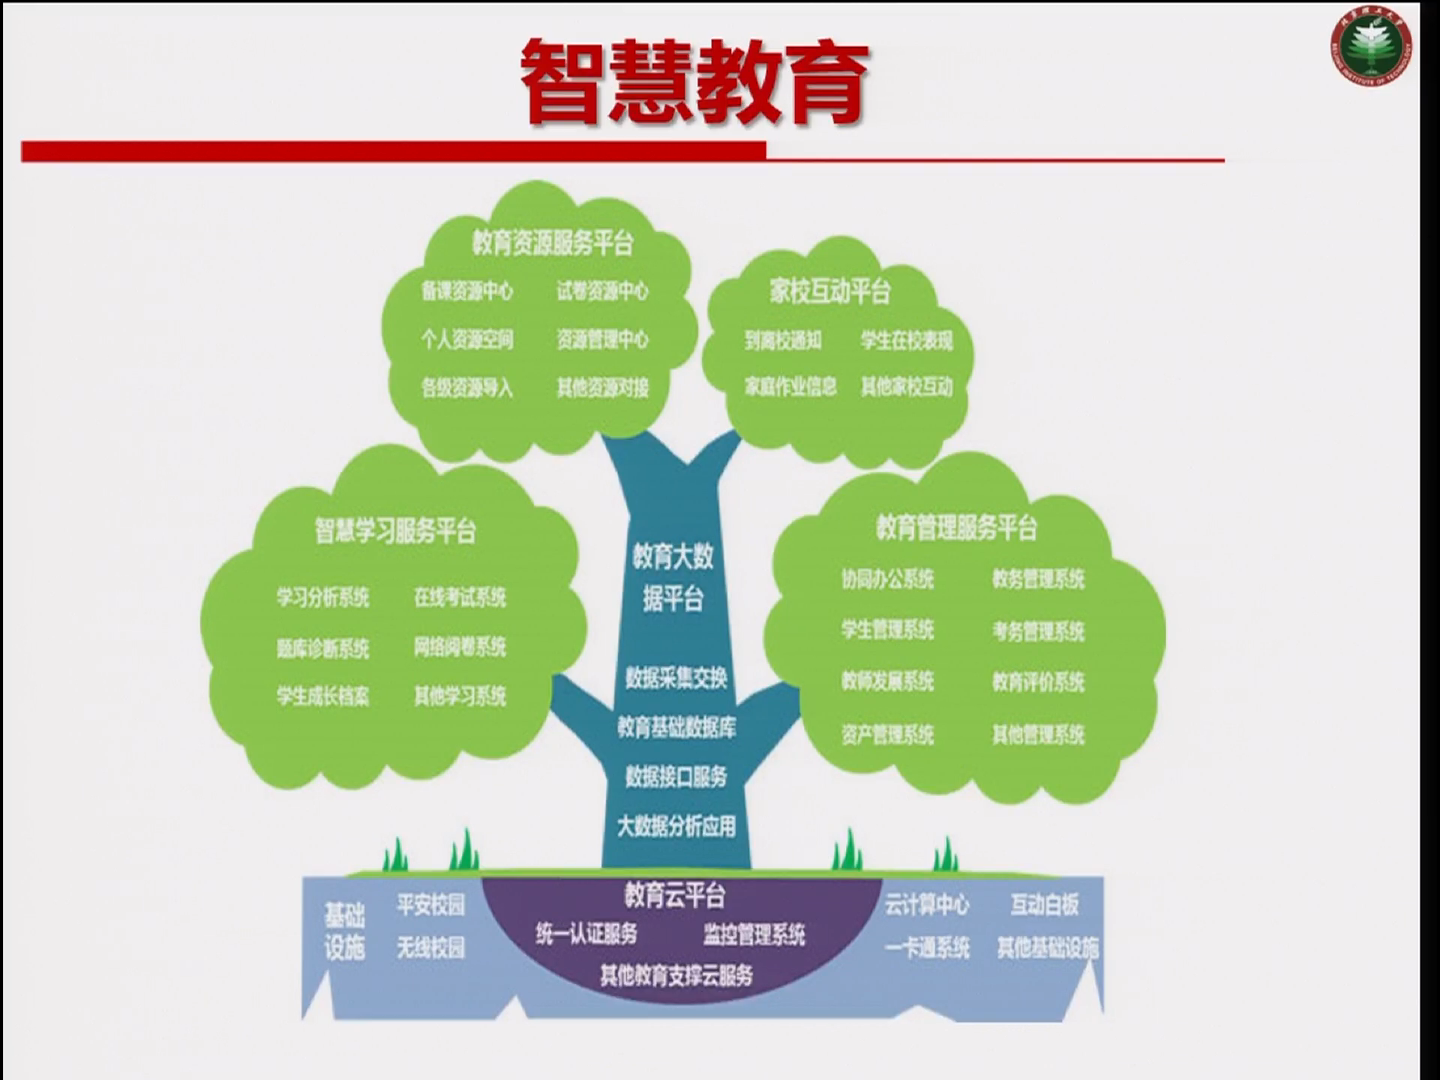 智慧教育
北京理工大学
BEIJING INSTITUTE OF TECHNOLOGY
教育资源服务平台
备课资源中心 试卷资源中心
个人资源空间 资源管理中心
各级资源导入 其他资源对接
家校互动平台
到离校通知 学生在校表现
家庭作业信息 其他家校互动
智慧学习服务平台
学习分析系统 在线考试系统
题库诊断系统 网络阅卷系统
学生成长档案 其他学习系统
教育大数
据平台
数据采集交换
教育基础数据库
数据接口服务
大数据分析应用
教育管理服务平台
协同办公系统 教务管理系统
学生管理系统 考务管理系统
教师发展系统 教育评价系统
资产管理系统 其他管理系统
基础
设施
平安校园
无线校园
教育云平台
统一认证服务 监控管理系统
其他教育支撑云服务
云计算中心 互动白板
一卡通系统 其他基础设施